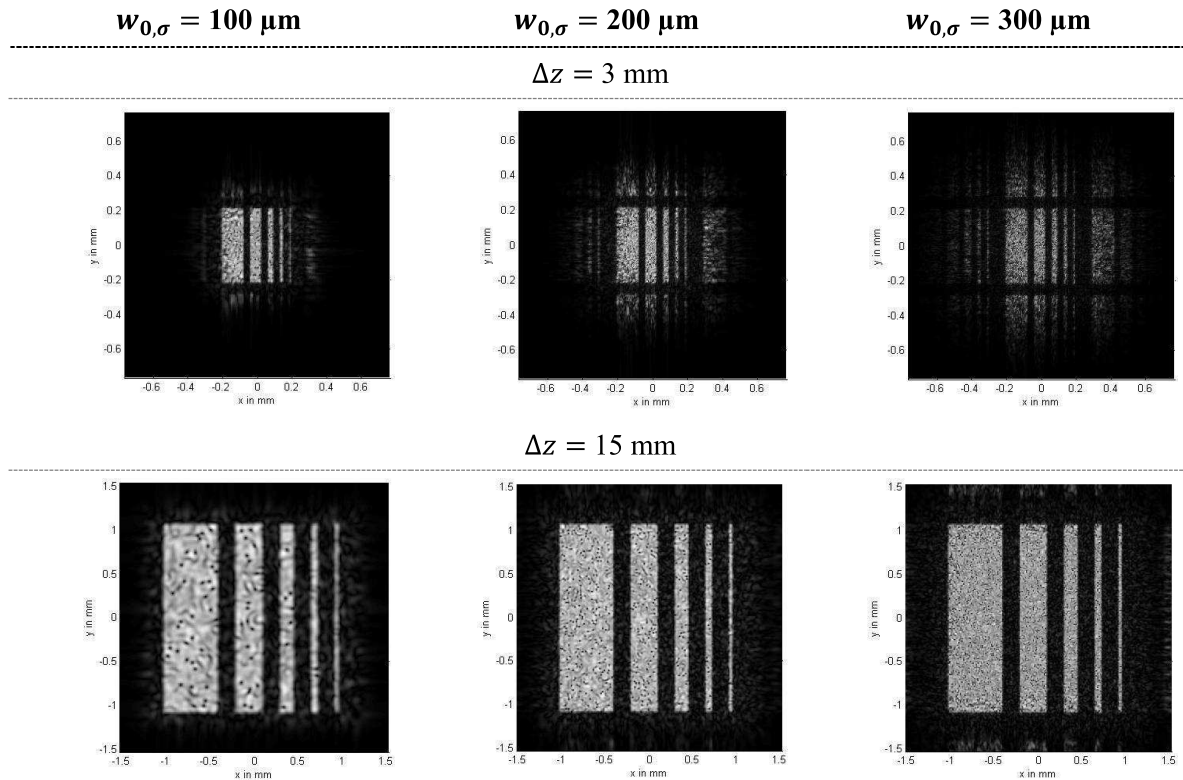 w₀,σ = 100 μm w₀,σ = 200 μm w₀,σ = 300 μm
Δz = 3 mm
0.6 0.6 0.6
0.4 0.4 0.4
0.2 0.2 0.2
y in mm y in mm y in mm
0 0 0
-0.2 -0.2 -0.2
-0.4 -0.4 -0.4
-0.6 -0.6 -0.6
-0.6 -0.4 -0.2 0 0.2 0.4 0.6 -0.6 -0.4 -0.2 0 0.2 0.4 0.6 -0.6 -0.4 -0.2 0 0.2 0.4 0.6
x in mm x in mm x in mm
Δz = 15 mm
1.5 1.5 1.5
1 1 1
0.5 0.5 0.5
y in mm y in mm y in mm
0 0 0
-0.5 -0.5 -0.5
-1 -1 -1
-1.5 -1.5 -1.5
-1.5 -1 -0.5 0 0.5 1 1.5 -1.5 -1 -0.5 0 0.5 1 1.5 -1.5 -1 -0.5 0 0.5 1 1.5
x in mm x in mm x in mm